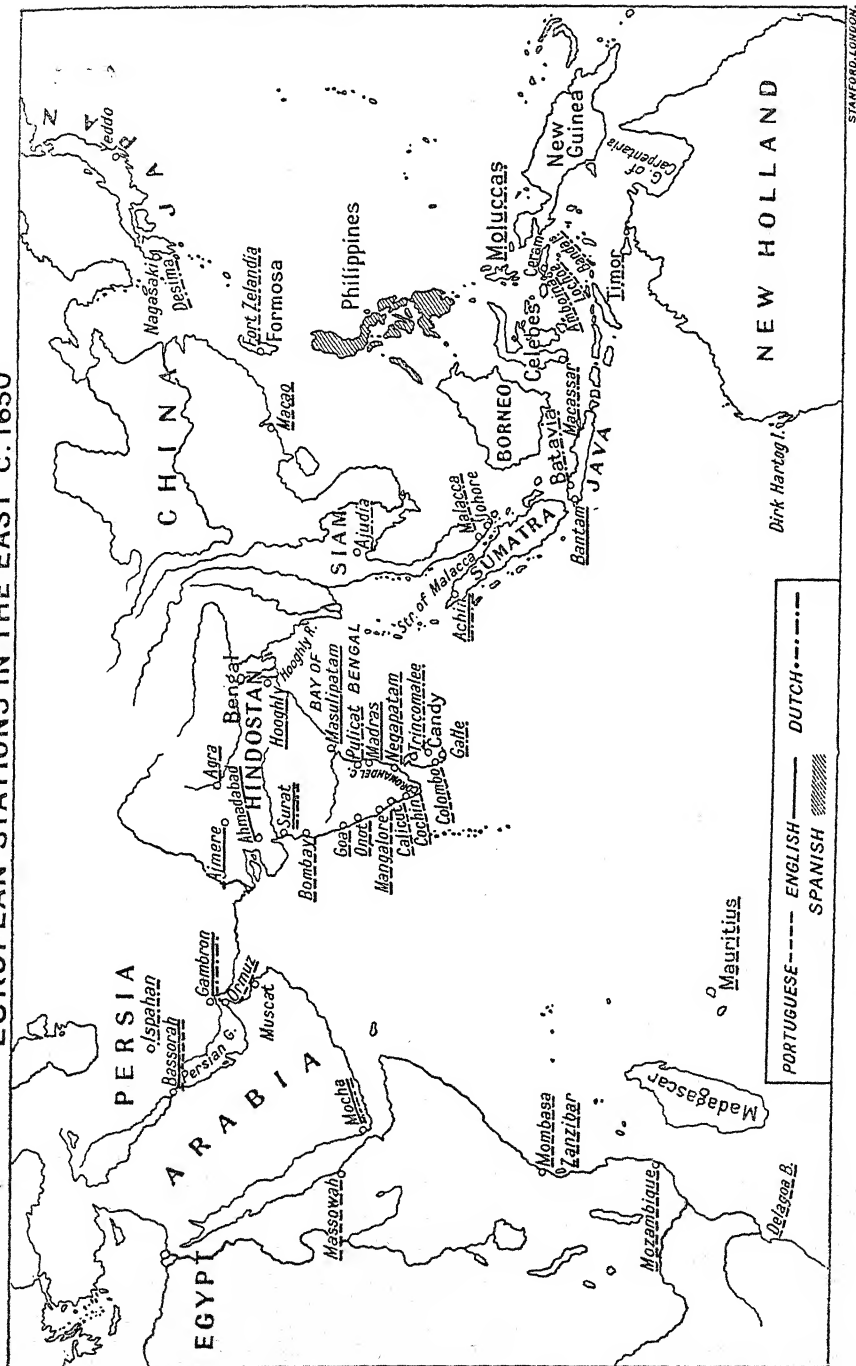 EUROPEAN STATIONS IN THE EAST C. 1650
EGYPT
ARABIA
PERSIA
Ispahan
Bassorah
Persian G.
Gambron
Ormuz
Muscat
Mocha
Massowah
Mombasa
Zanzibar
Mozambique
Delagoa B.
Madagascar
Mauritius
HINDOSTAN
Ajmere
Agra
Ahmadabad
Surat
Bombay
Goa
Onor
Mangalore
Calicut
Cochin
Colombo
Galle
Candy
Trincomalee
Negapatam
Madras
Pulicat
Masulipatam
COROMANDEL C.
BAY OF
BENGAL
Bengal
Hooghly
Hooghly R.
CHINA
SIAM
Ajudia
Macao
Str. of Malacca
Malacca
Johore
Achin
SUMATRA
Bantam
Batavia
JAVA
BORNEO
Celebes
Macassar
Amboina
Ceram
Banda Is.
Moluccas
Timor
New
Guinea
G. of
Carpentaria
NEW HOLLAND
Dirk Hartog I.
Philippines
Fort Zelandia
Formosa
Nagasaki
Desima
JAPAN
Yeddo
PORTUGUESE ENGLISH DUTCH
SPANISH
STANFORD, LONDON.